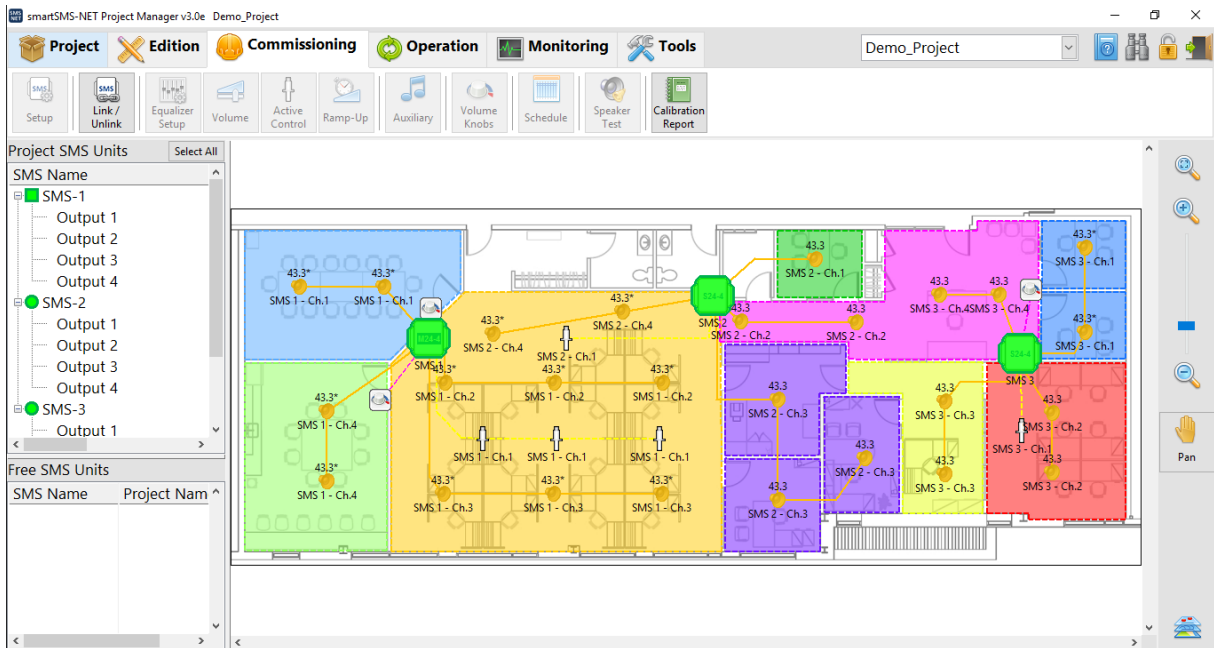 smartSMS-NET Project Manager v3.0e Demo_Project
Project
Edition
Commissioning
Operation
Monitoring
Tools
Demo_Project
Setup
Link / Unlink
Equalizer Setup
Volume
Active Control
Ramp-Up
Auxiliary
Volume Knobs
Schedule
Speaker Test
Calibration Report
Project SMS Units
Select All
SMS Name
SMS-1
Output 1
Output 2
Output 3
Output 4
SMS-2
Output 1
Output 2
Output 3
Output 4
SMS-3
Output 1
Free SMS Units
SMS Name Project Nam
43.3*
SMS 1 - Ch.1
43.3*
SMS 1 - Ch.1
43.3*
SMS 2 - Ch.4
43.3*
SMS 2 - Ch.4
SMS 2 - Ch.1
43.3
SMS 2 - Ch.1
S24-4
SMS 2
43.3
SMS 2 - Ch.2
43.3
SMS 2 - Ch.2
43.3
SMS 3 - Ch.4
43.3
SMS 3 - Ch.4
43.3*
SMS 3 - Ch.1
43.3*
SMS 3 - Ch.1
S24-4
SMS 3
SMS 1
43.3*
SMS 1 - Ch.2
43.3*
SMS 1 - Ch.2
43.3*
SMS 1 - Ch.2
43.3*
SMS 1 - Ch.4
43.3*
SMS 1 - Ch.4
SMS 1 - Ch.1
SMS 1 - Ch.1
SMS 1 - Ch.1
43.3*
SMS 1 - Ch.3
43.3*
SMS 1 - Ch.3
43.3*
SMS 1 - Ch.3
43.3
SMS 2 - Ch.3
43.3
SMS 2 - Ch.3
43.3
SMS 2 - Ch.3
43.3
SMS 3 - Ch.3
43.3
SMS 3 - Ch.3
43.3
SMS 3 - Ch.2
SMS 3 - Ch.1
43.3
SMS 3 - Ch.2
Pan